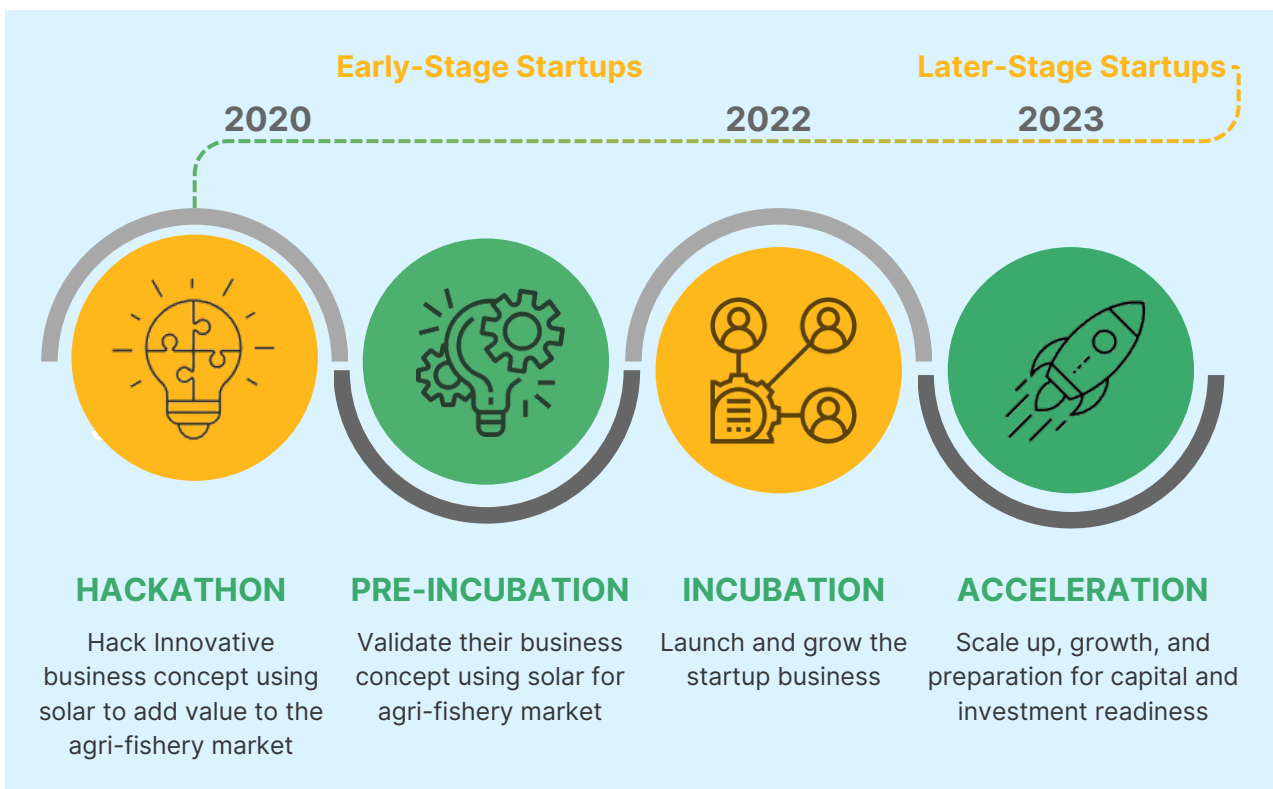 Early-Stage Startups
Later-Stage Startups
2020
2022
2023
HACKATHON
Hack Innovative
business concept using
solar to add value to the
agri-fishery market
PRE-INCUBATION
Validate their business
concept using solar for
agri-fishery market
INCUBATION
Launch and grow the
startup business
ACCELERATION
Scale up, growth, and
preparation for capital and
investment readiness